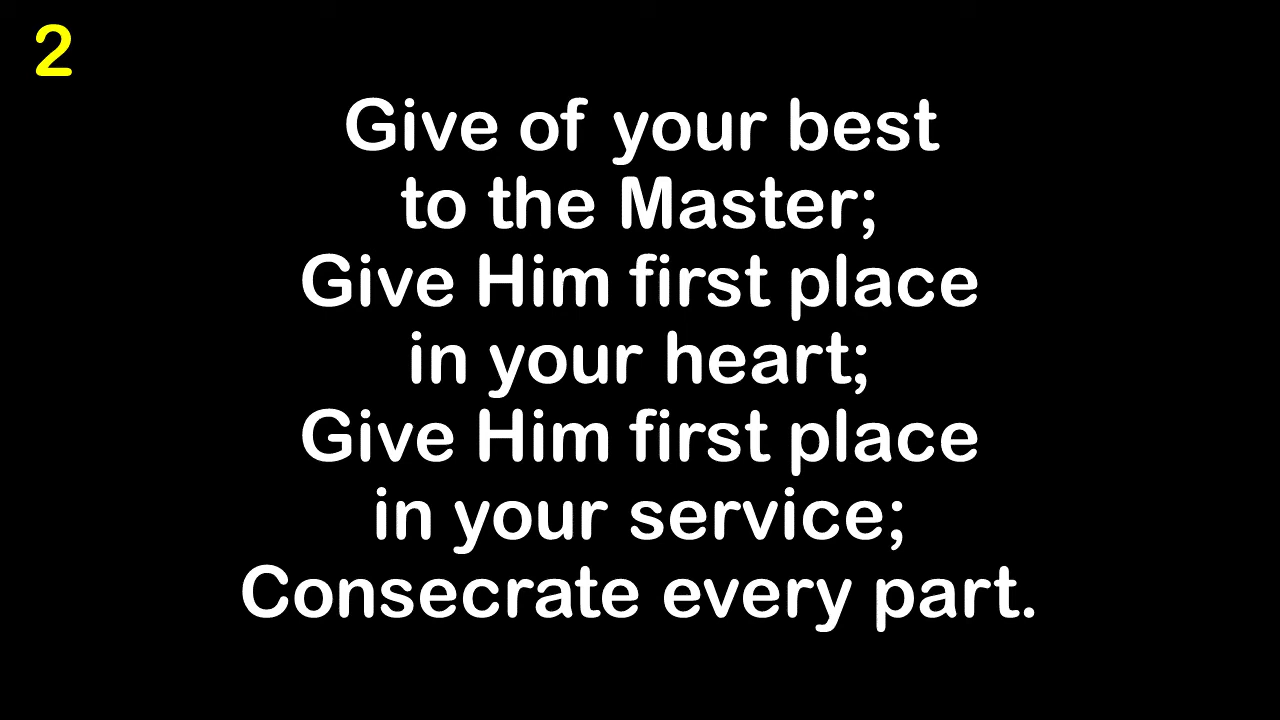 2
Give of your best
to the Master;
Give Him first place
in your heart;
Give Him first place
in your service;
Consecrate every part.